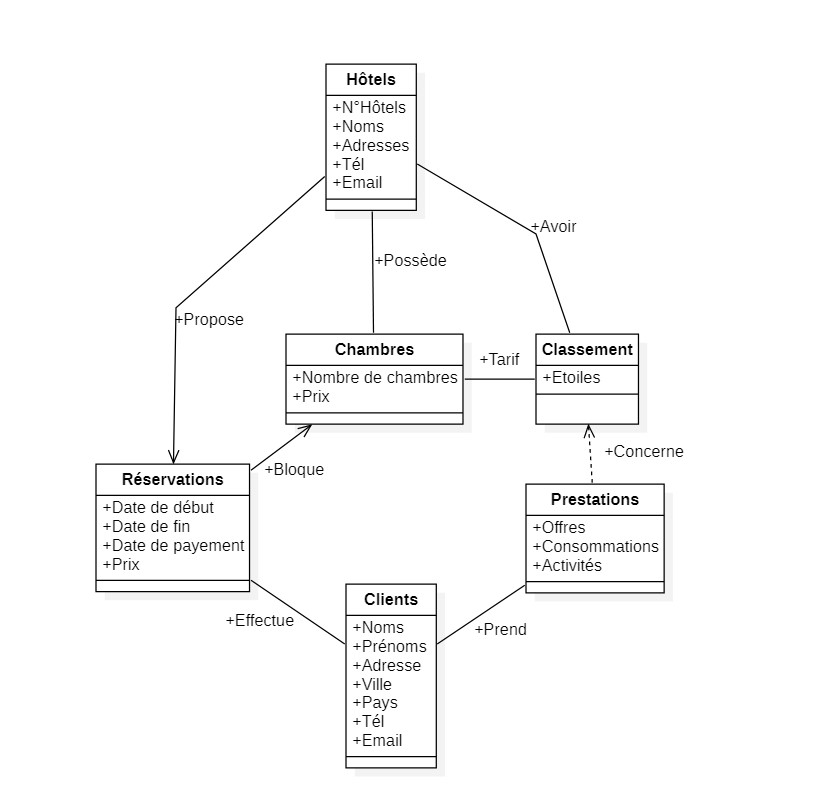 Hôtels
+N°Hôtels
+Noms
+Adresses
+Tél
+Email
+Avoir
+Possède
+Propose
Chambres
+Nombre de chambres
+Prix
+Tarif
Classement
+Etoiles
+Bloque
+Concerne
Réservations
+Date de début
+Date de fin
+Date de payement
+Prix
Prestations
+Offres
+Consommations
+Activités
+Effectue
+Prend
Clients
+Noms
+Prénoms
+Adresse
+Ville
+Pays
+Tél
+Email